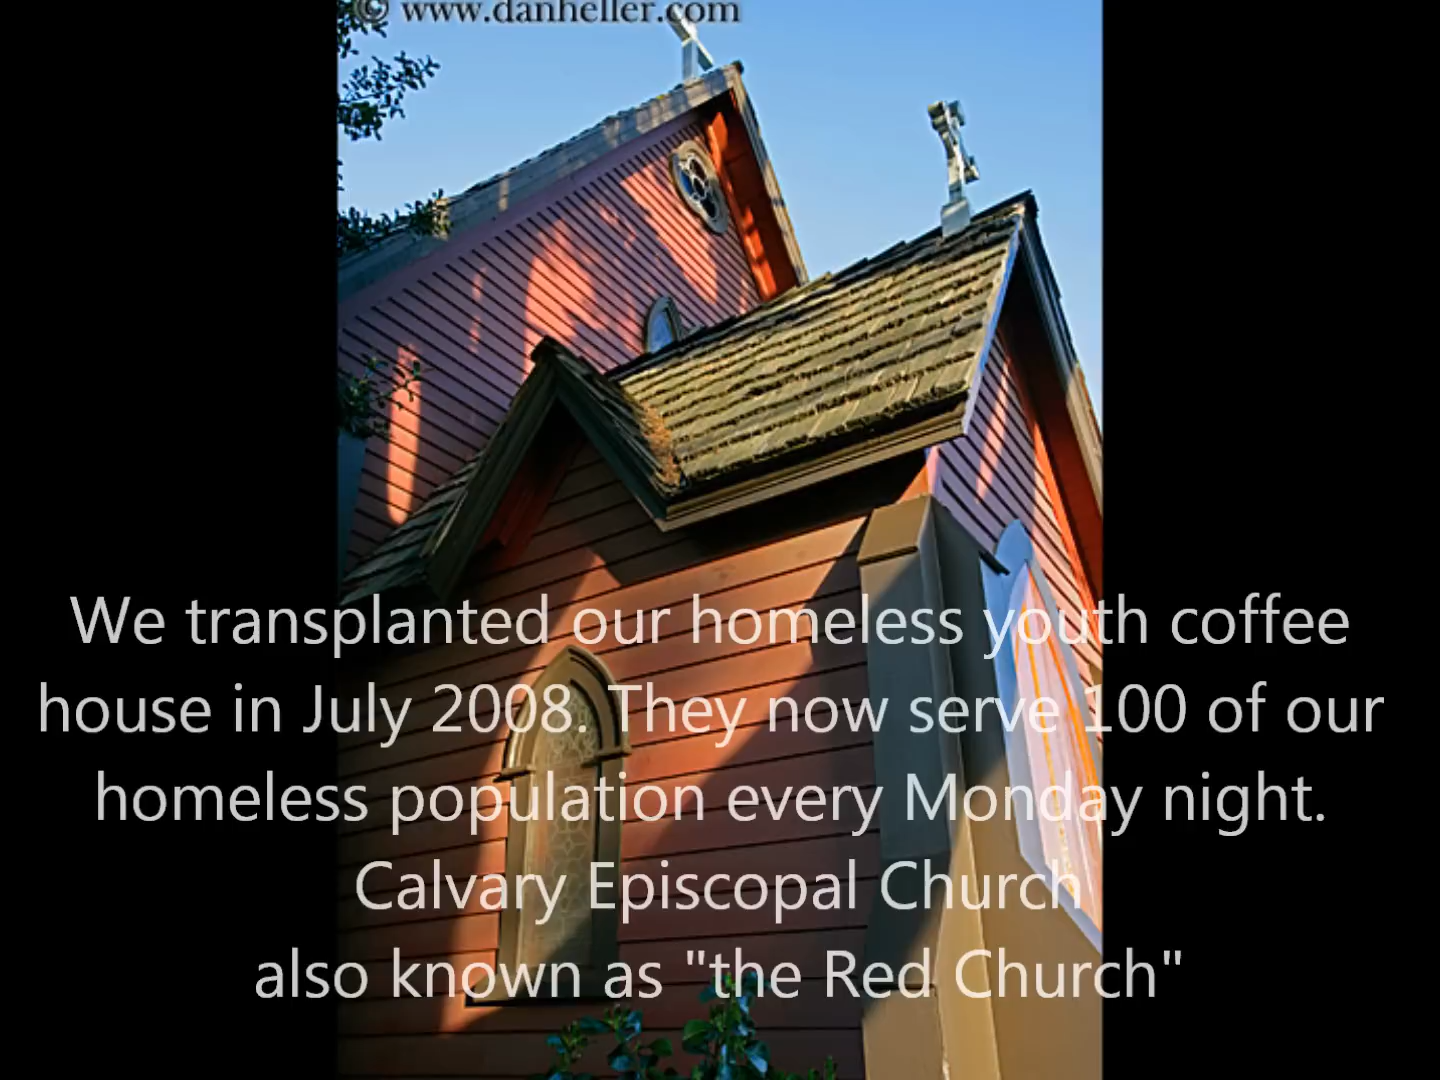 © www.danheller.com
We transplanted our homeless youth coffee
house in July 2008. They now serve 100 of our
homeless population every Monday night.
Calvary Episcopal Church
also known as "the Red Church"